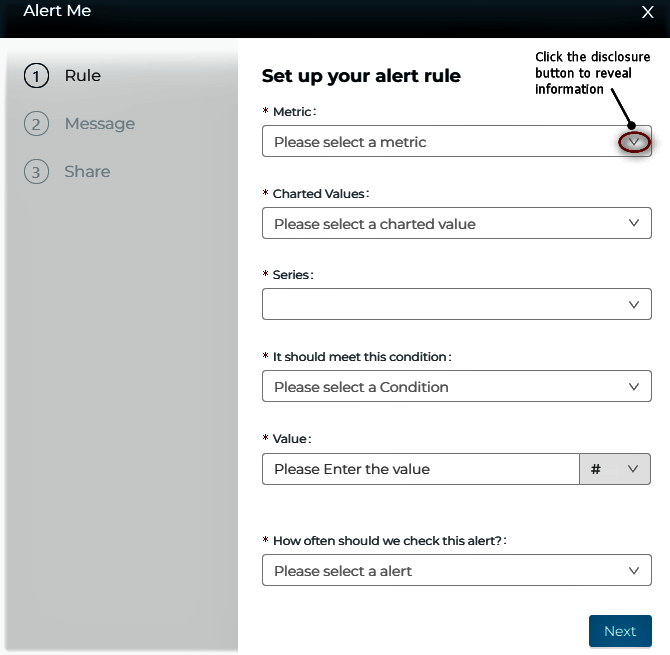 Alert Me
X
1 Rule
2 Message
3 Share
Set up your alert rule
Click the disclosure
button to reveal
information
* Metric:
Please select a metric
* Charted Values:
Please select a charted value
* Series:
* It should meet this condition:
Please select a Condition
* Value:
Please Enter the value
#
* How often should we check this alert?:
Please select a alert
Next